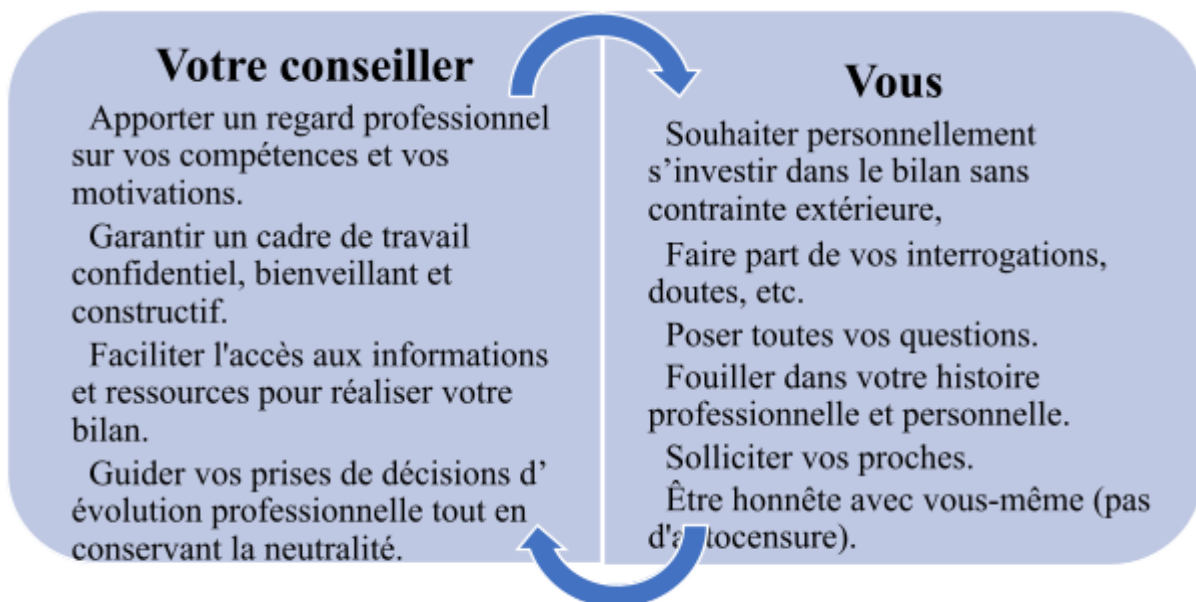 Votre conseiller
Apporter un regard professionnel
sur vos compétences et vos
motivations.
Garantir un cadre de travail
confidentiel, bienveillant et
constructif.
Faciliter l'accès aux informations
et ressources pour réaliser votre
bilan.
Guider vos prises de décisions d’
évolution professionnelle tout en
conservant la neutralité.
Vous
Souhaiter personnellement
s’investir dans le bilan sans
contrainte extérieure,
Faire part de vos interrogations,
doutes, etc.
Poser toutes vos questions.
Fouiller dans votre histoire
professionnelle et personnelle.
Solliciter vos proches.
Être honnête avec vous-même (pas
d'autocensure).